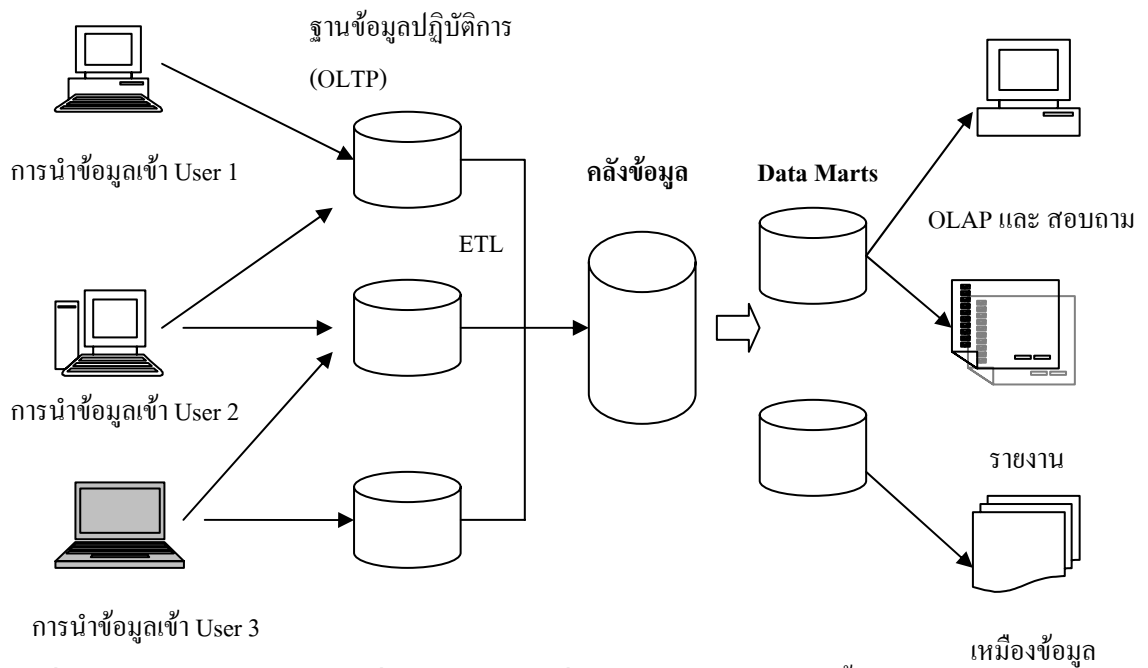 ฐานข้อมูลปฏิบัติการ
(OLTP)
การนำข้อมูลเข้า User 1
คลังข้อมูล
Data Marts
OLAP และ สอบถาม
ETL
การนำข้อมูลเข้า User 2
รายงาน
การนำข้อมูลเข้า User 3
เหมืองข้อมูล